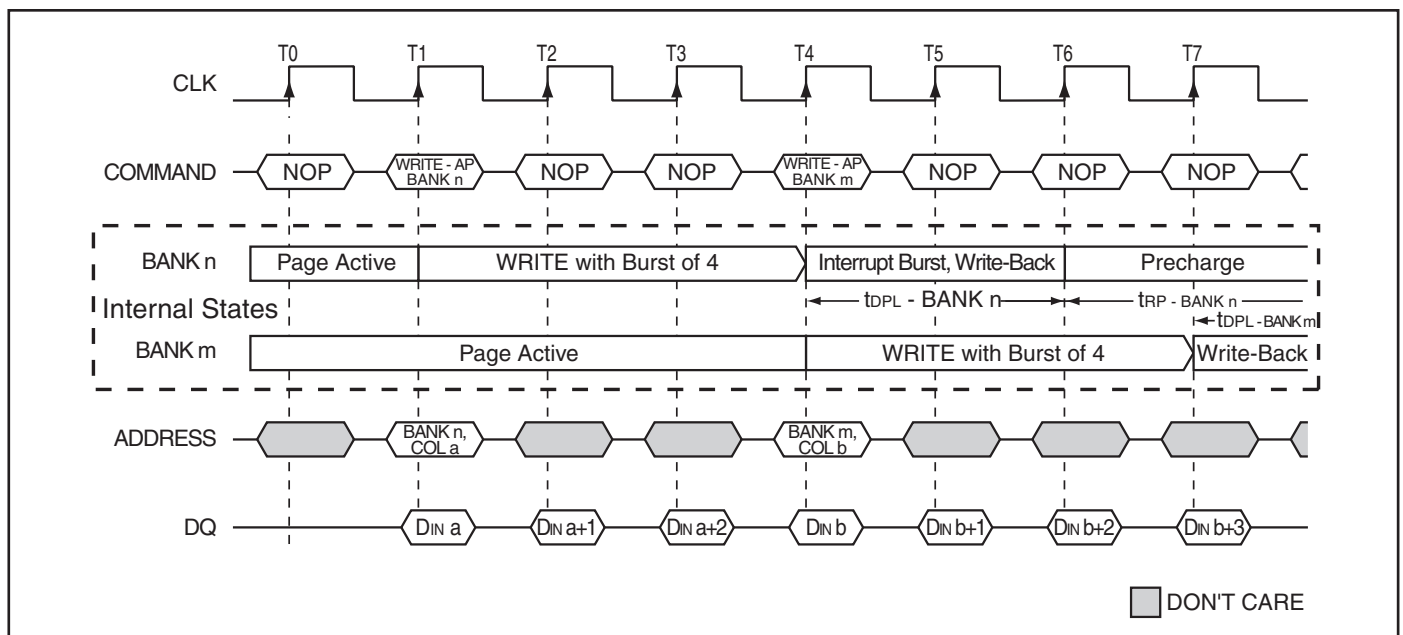 T0 T1 T2 T3 T4 T5 T6 T7
CLK
COMMAND NOP WRITE - AP BANK n NOP NOP WRITE - AP BANK m NOP NOP NOP
BANK n Page Active WRITE with Burst of 4 Interrupt Burst, Write-Back Precharge
tDPL - BANK n tRP - BANK n
Internal States
tDPL - BANK m
BANK m Page Active WRITE with Burst of 4 Write-Back
ADDRESS BANK n, COL a BANK m, COL b
DQ DIN a DIN a+1 DIN a+2 DIN b DIN b+1 DIN b+2 DIN b+3
DON'T CARE